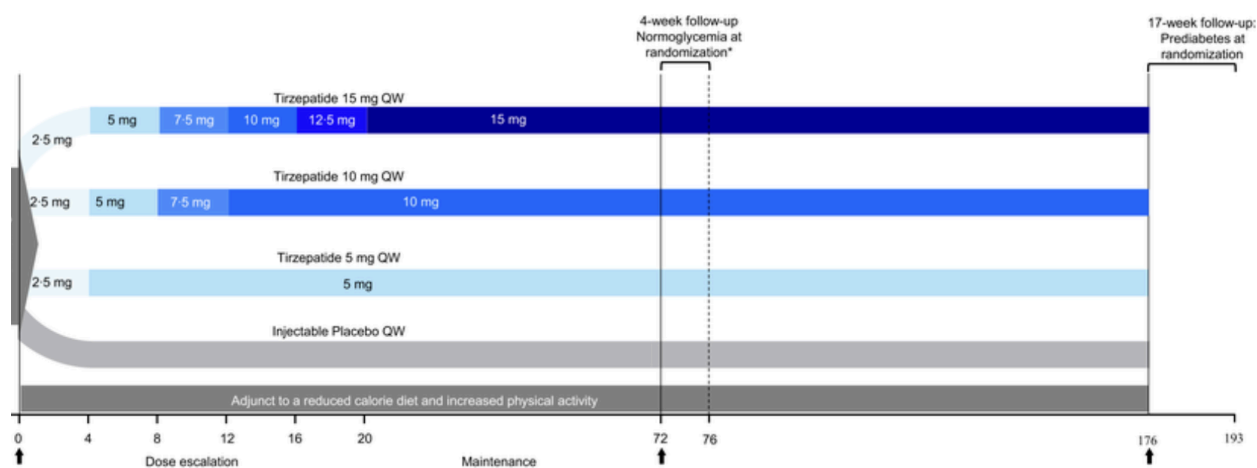 4-week follow-up
Normoglycemia at
randomization*
17-week follow-up:
Prediabetes at
randomization
Tirzepatide 15 mg QW
2·5 mg
5 mg
7·5 mg
10 mg
12·5 mg
15 mg
Tirzepatide 10 mg QW
2·5 mg
5 mg
7·5 mg
10 mg
Tirzepatide 5 mg QW
2·5 mg
5 mg
Injectable Placebo QW
Adjunct to a reduced calorie diet and increased physical activity
0 4 8 12 16 20 72 76 176 193
Dose escalation
Maintenance